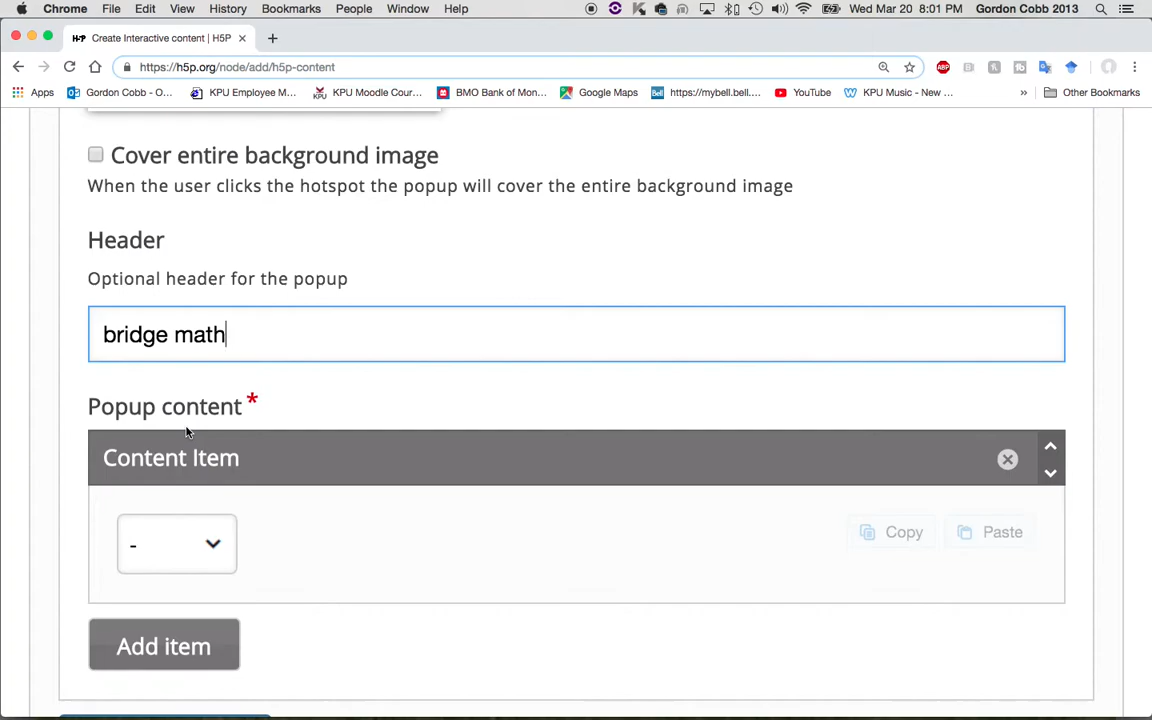 Chrome File Edit View History Bookmarks People Window Help Wed Mar 20 8:01 PM Gordon Cobb 2013
H-P Create Interactive content | H5P
https://h5p.org/node/add/h5p-content
Apps Gordon Cobb - O... KPU Employee M... KPU Moodle Cour... BMO Bank of Mon... Google Maps https://mybell.bell.... YouTube KPU Music - New ... » Other Bookmarks
Cover entire background image
When the user clicks the hotspot the popup will cover the entire background image
Header
Optional header for the popup
bridge math
Popup content *
Content Item
- Copy Paste
Add item